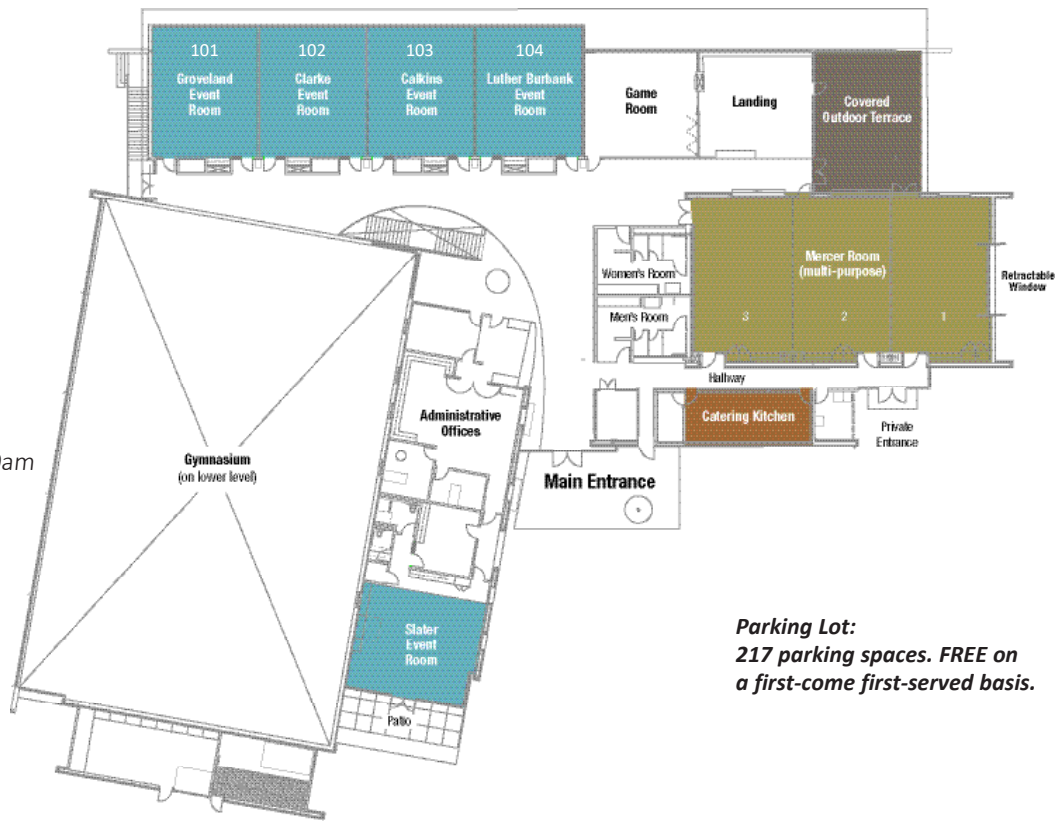 101
Groveland
Event
Room
102
Clarke
Event
Room
103
Calkins
Event
Room
104
Luther Burbank
Event
Room
Game
Room
Landing
Covered
Outdoor Terrace
Women's Room
Men's Room
Mercer Room
(multi-purpose)
3
2
1
Retractable
Window
Hallway
Catering Kitchen
Private
Entrance
Administrative
Offices
Main Entrance
am
Gymnasium
(on lower level)
Slater
Event
Room
Patio
Parking Lot:
217 parking spaces. FREE on
a first-come first-served basis.